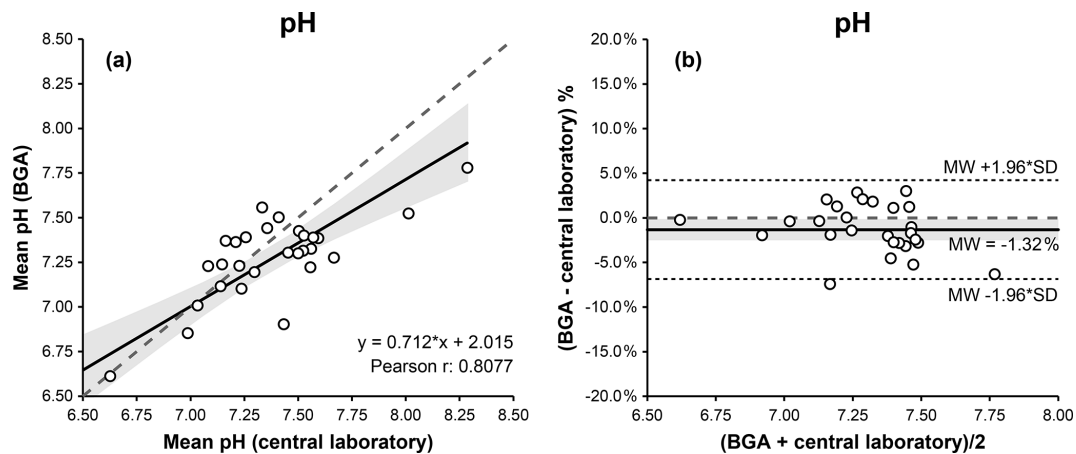 pH
(a)
Mean pH (BGA)
8.50
8.25
8.00
7.75
7.50
7.25
7.00
6.75
6.50
y = 0.712*x + 2.015
Pearson r: 0.8077
6.50 6.75 7.00 7.25 7.50 7.75 8.00 8.25 8.50
Mean pH (central laboratory)
pH
(b)
(BGA - central laboratory) %
20.0%
15.0%
10.0%
5.0%
0.0%
-5.0%
-10.0%
-15.0%
-20.0%
MW +1.96*SD
MW = -1.32%
MW -1.96*SD
6.50 6.75 7.00 7.25 7.50 7.75 8.00
(BGA + central laboratory)/2